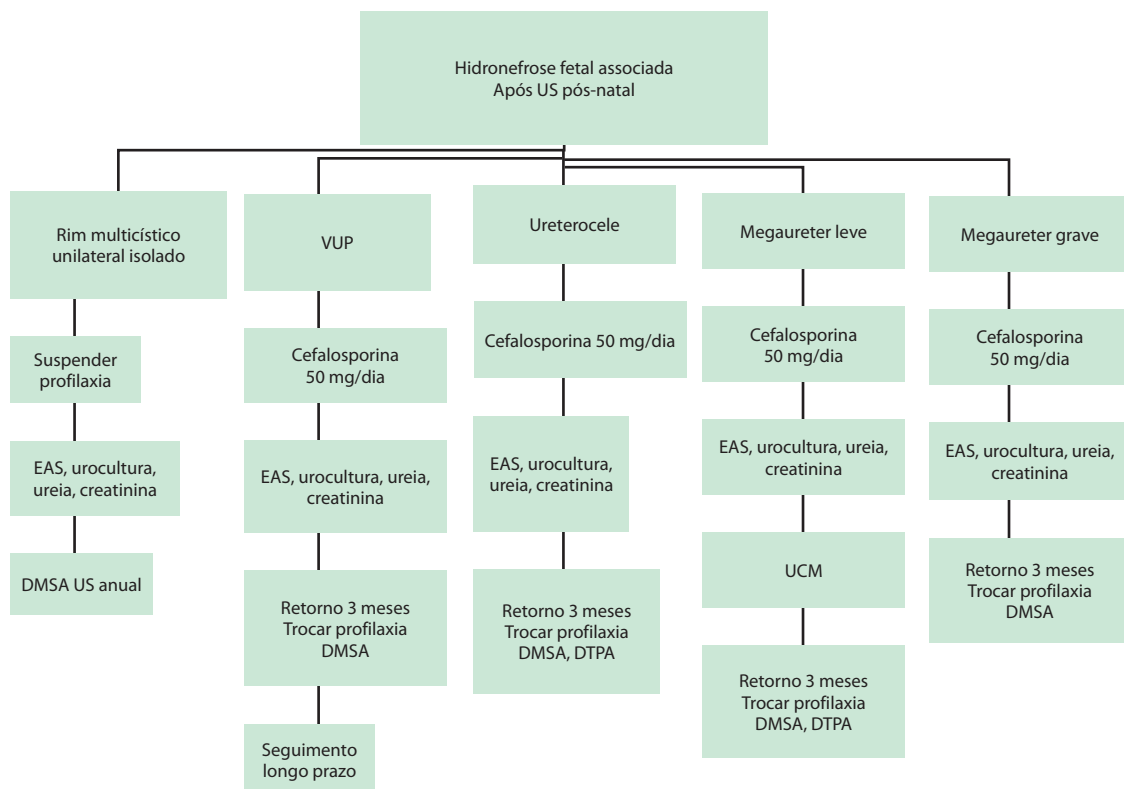 Hidronefrose fetal associada
Após US pós-natal
Rim multicístico
unilateral isolado
Suspender
profilaxia
EAS, urocultura,
ureia, creatinina
DMSA US anual
VUP
Cefalosporina
50 mg/dia
EAS, urocultura, ureia,
creatinina
Retorno 3 meses
Trocar profilaxia
DMSA
Seguimento
longo prazo
Ureterocele
Cefalosporina 50 mg/dia
EAS, urocultura,
ureia, creatinina
Retorno 3 meses
Trocar profilaxia
DMSA, DTPA
Megaureter leve
Cefalosporina
50 mg/dia
EAS, urocultura, ureia,
creatinina
UCM
Retorno 3 meses
Trocar profilaxia
DMSA, DTPA
Megaureter grave
Cefalosporina
50 mg/dia
EAS, urocultura, ureia,
creatinina
Retorno 3 meses
Trocar profilaxia
DMSA